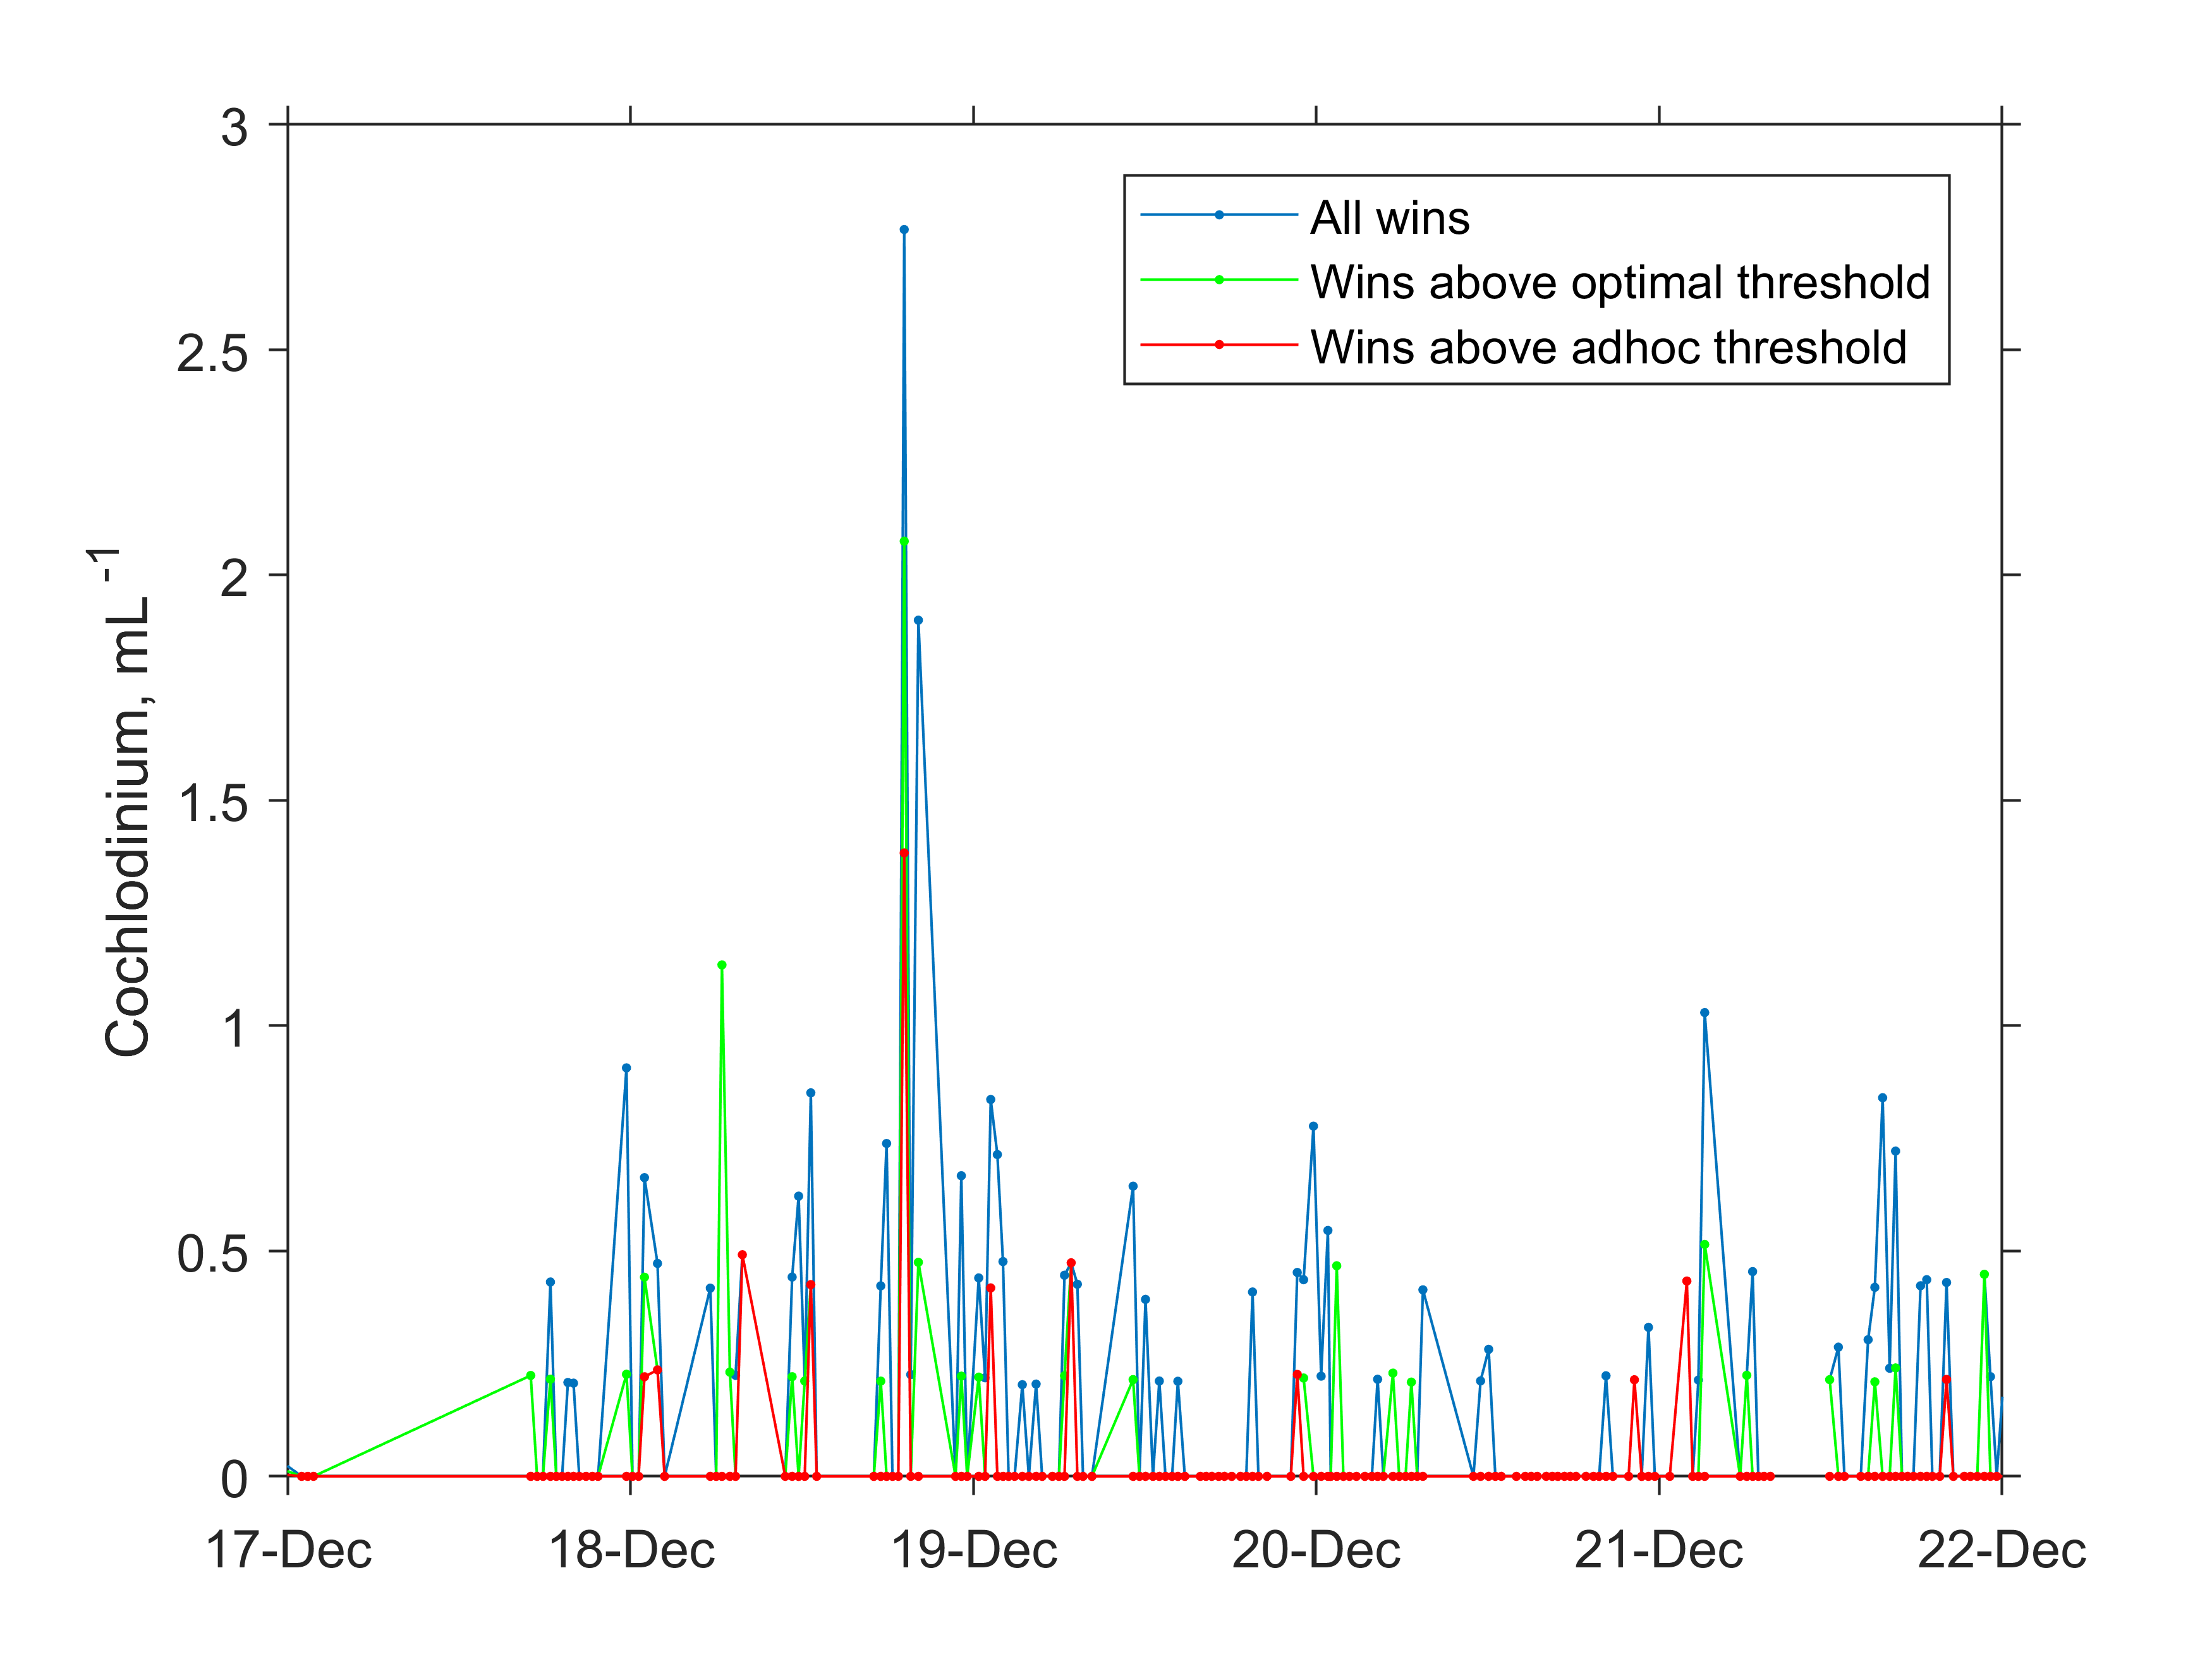 3
2.5
2
1.5
1
0.5
0
Cochlodinium, mL⁻¹
All wins
Wins above optimal threshold
Wins above adhoc threshold
17-Dec 18-Dec 19-Dec 20-Dec 21-Dec 22-Dec